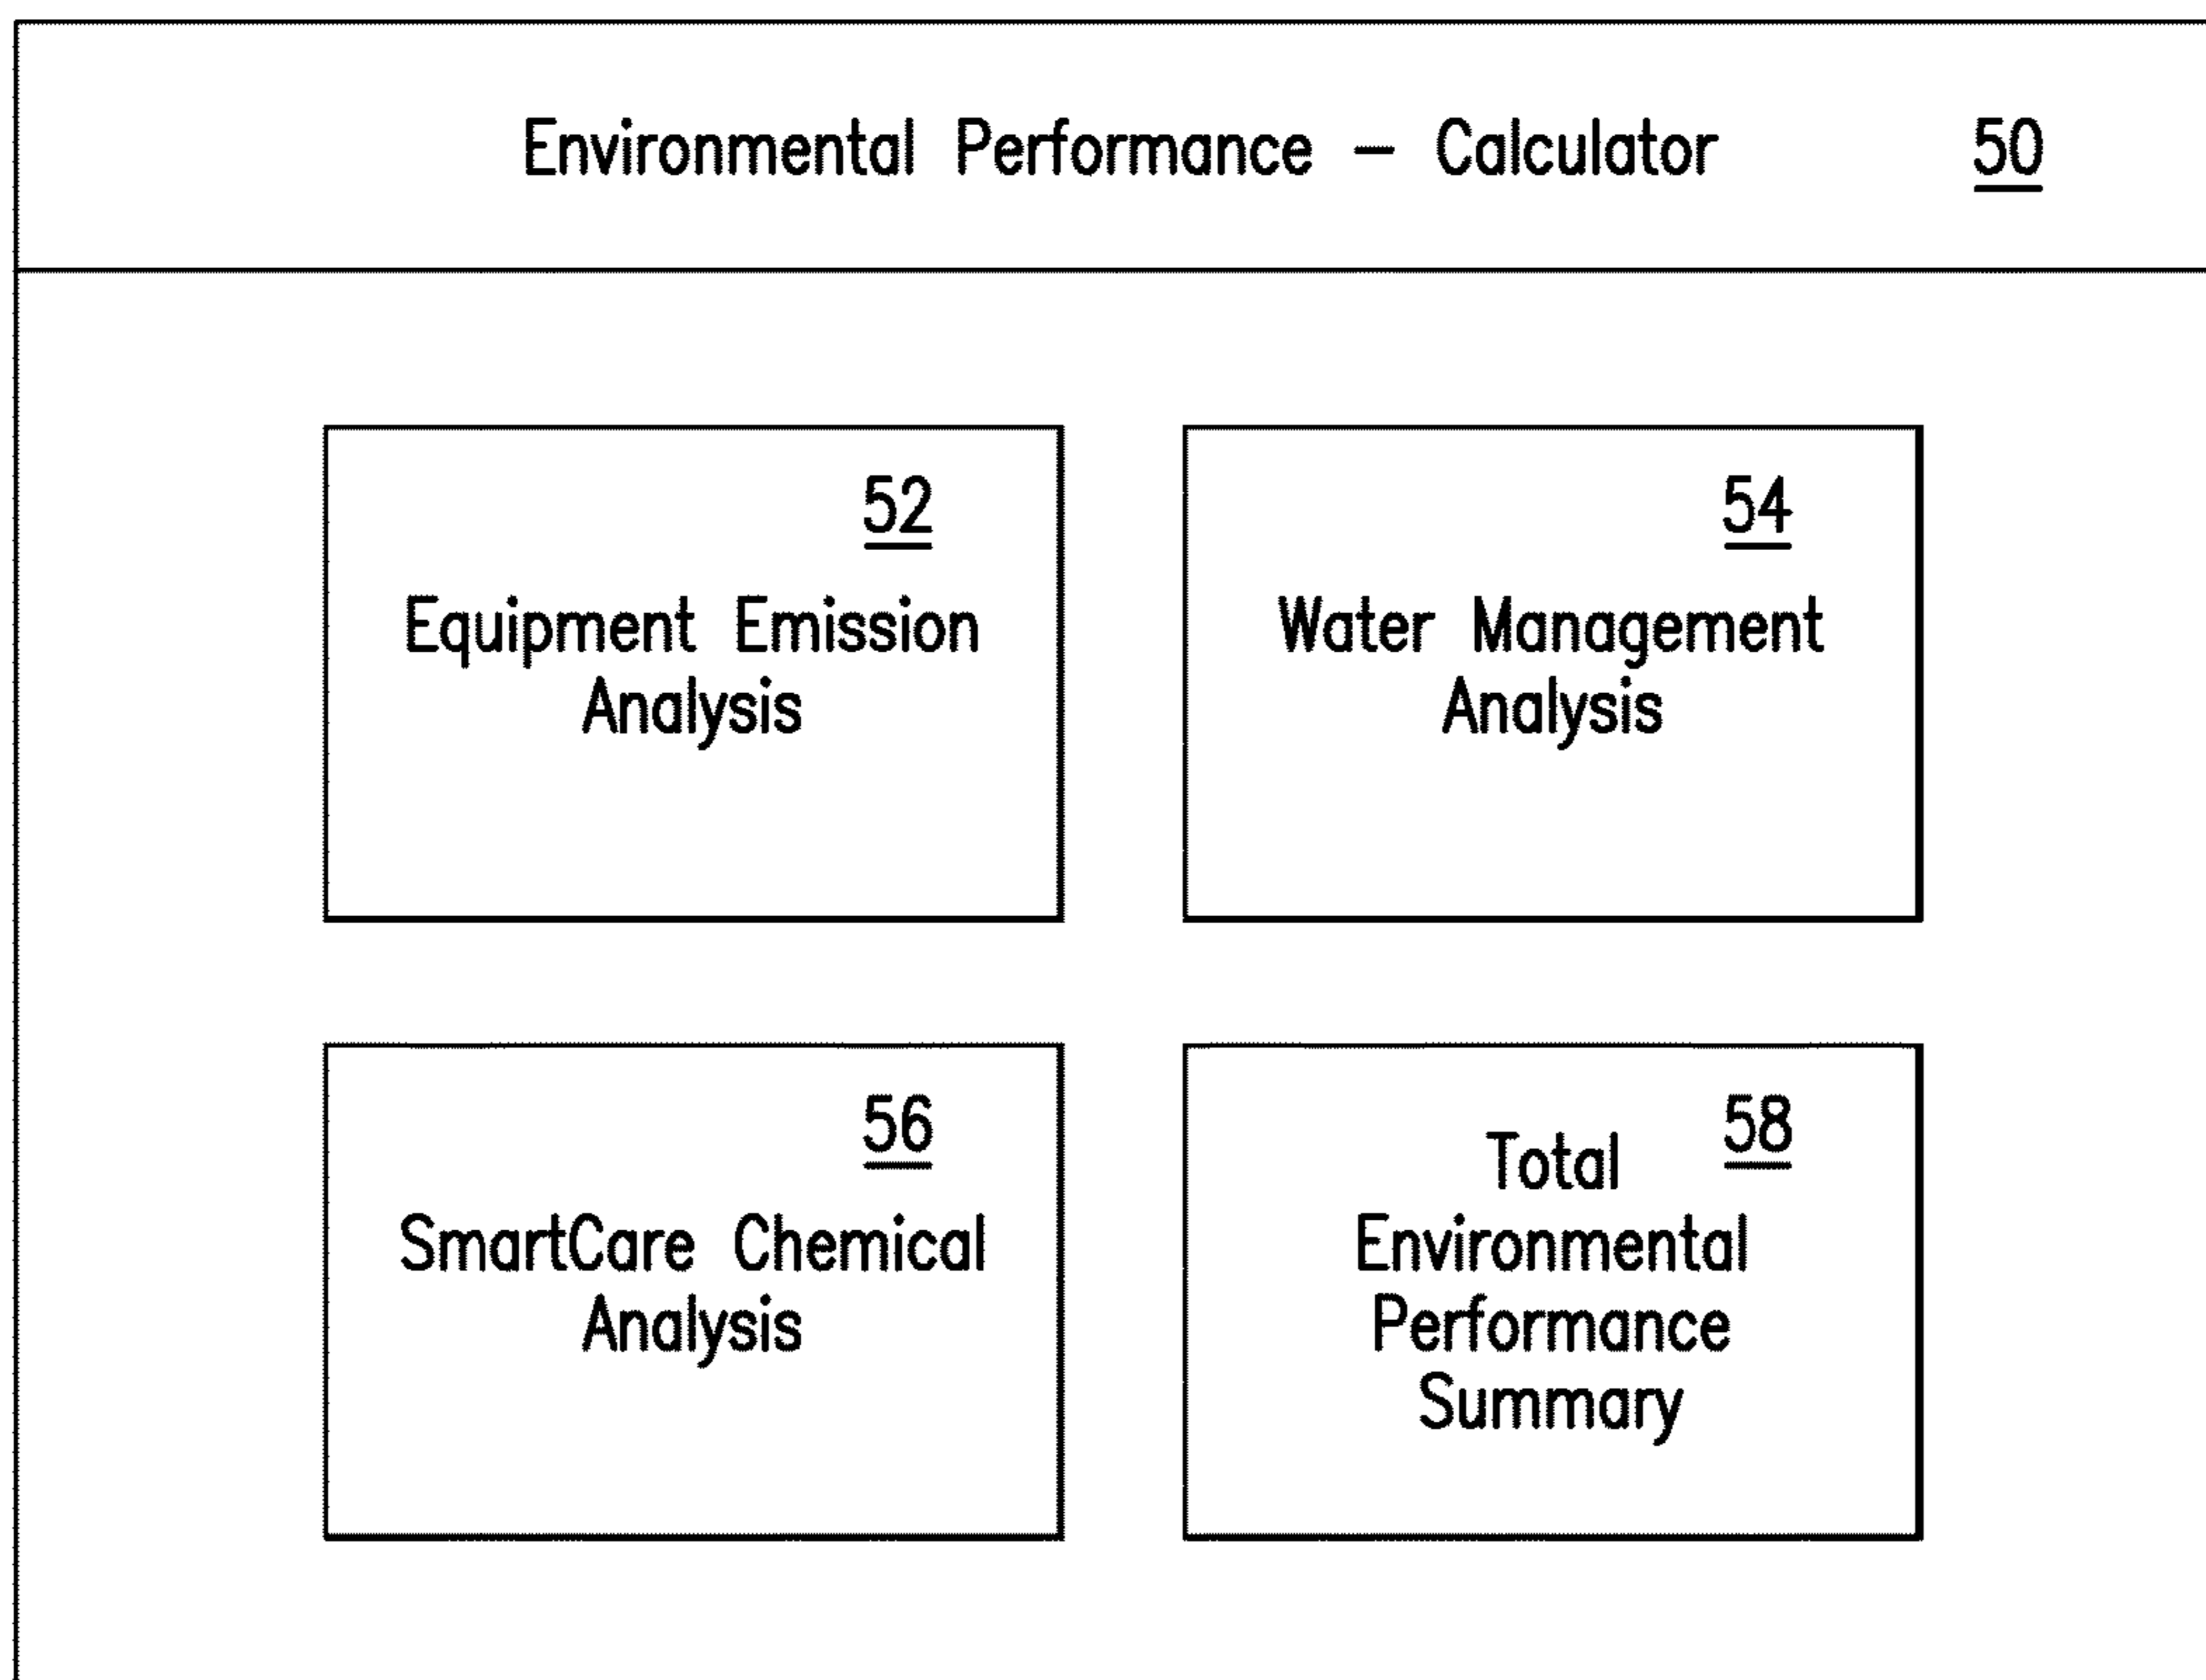 Environmental Performance – Calculator 50
52
Equipment Emission
Analysis
54
Water Management
Analysis
56
SmartCare Chemical
Analysis
58
Total
Environmental
Performance
Summary